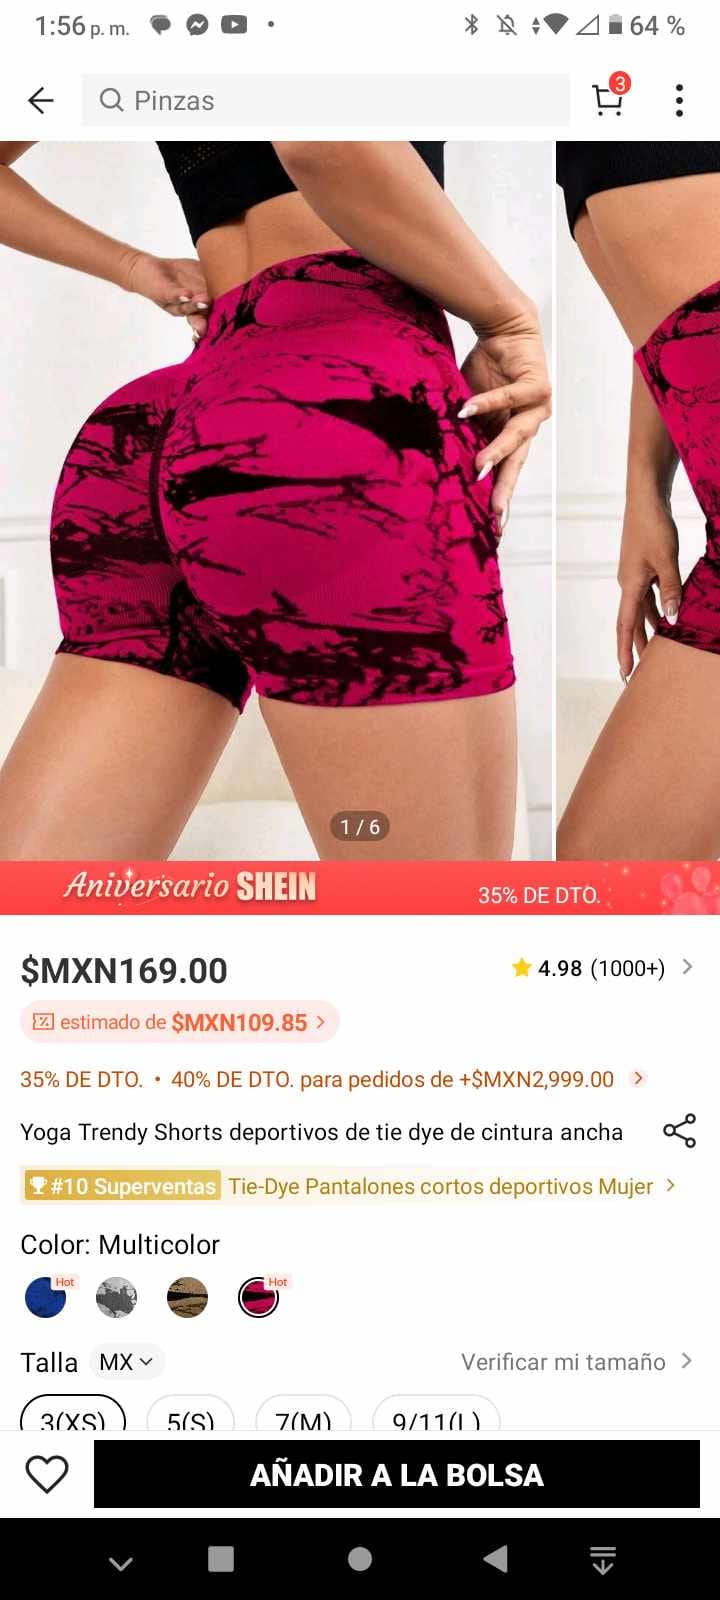 1:56 p. m.
64 %
Pinzas
3
1 / 6
Aniversario SHEIN
35% DE DTO.
$MXN169.00
4.98 (1000+)
estimado de $MXN109.85
35% DE DTO. • 40% DE DTO. para pedidos de +$MXN2,999.00
Yoga Trendy Shorts deportivos de tie dye de cintura ancha
#10 Superventas Tie-Dye Pantalones cortos deportivos Mujer
Color: Multicolor
Hot
Hot
Talla MX
Verificar mi tamaño
3(XS) 5(S) 7(M) 9/11(L)
AÑADIR A LA BOLSA